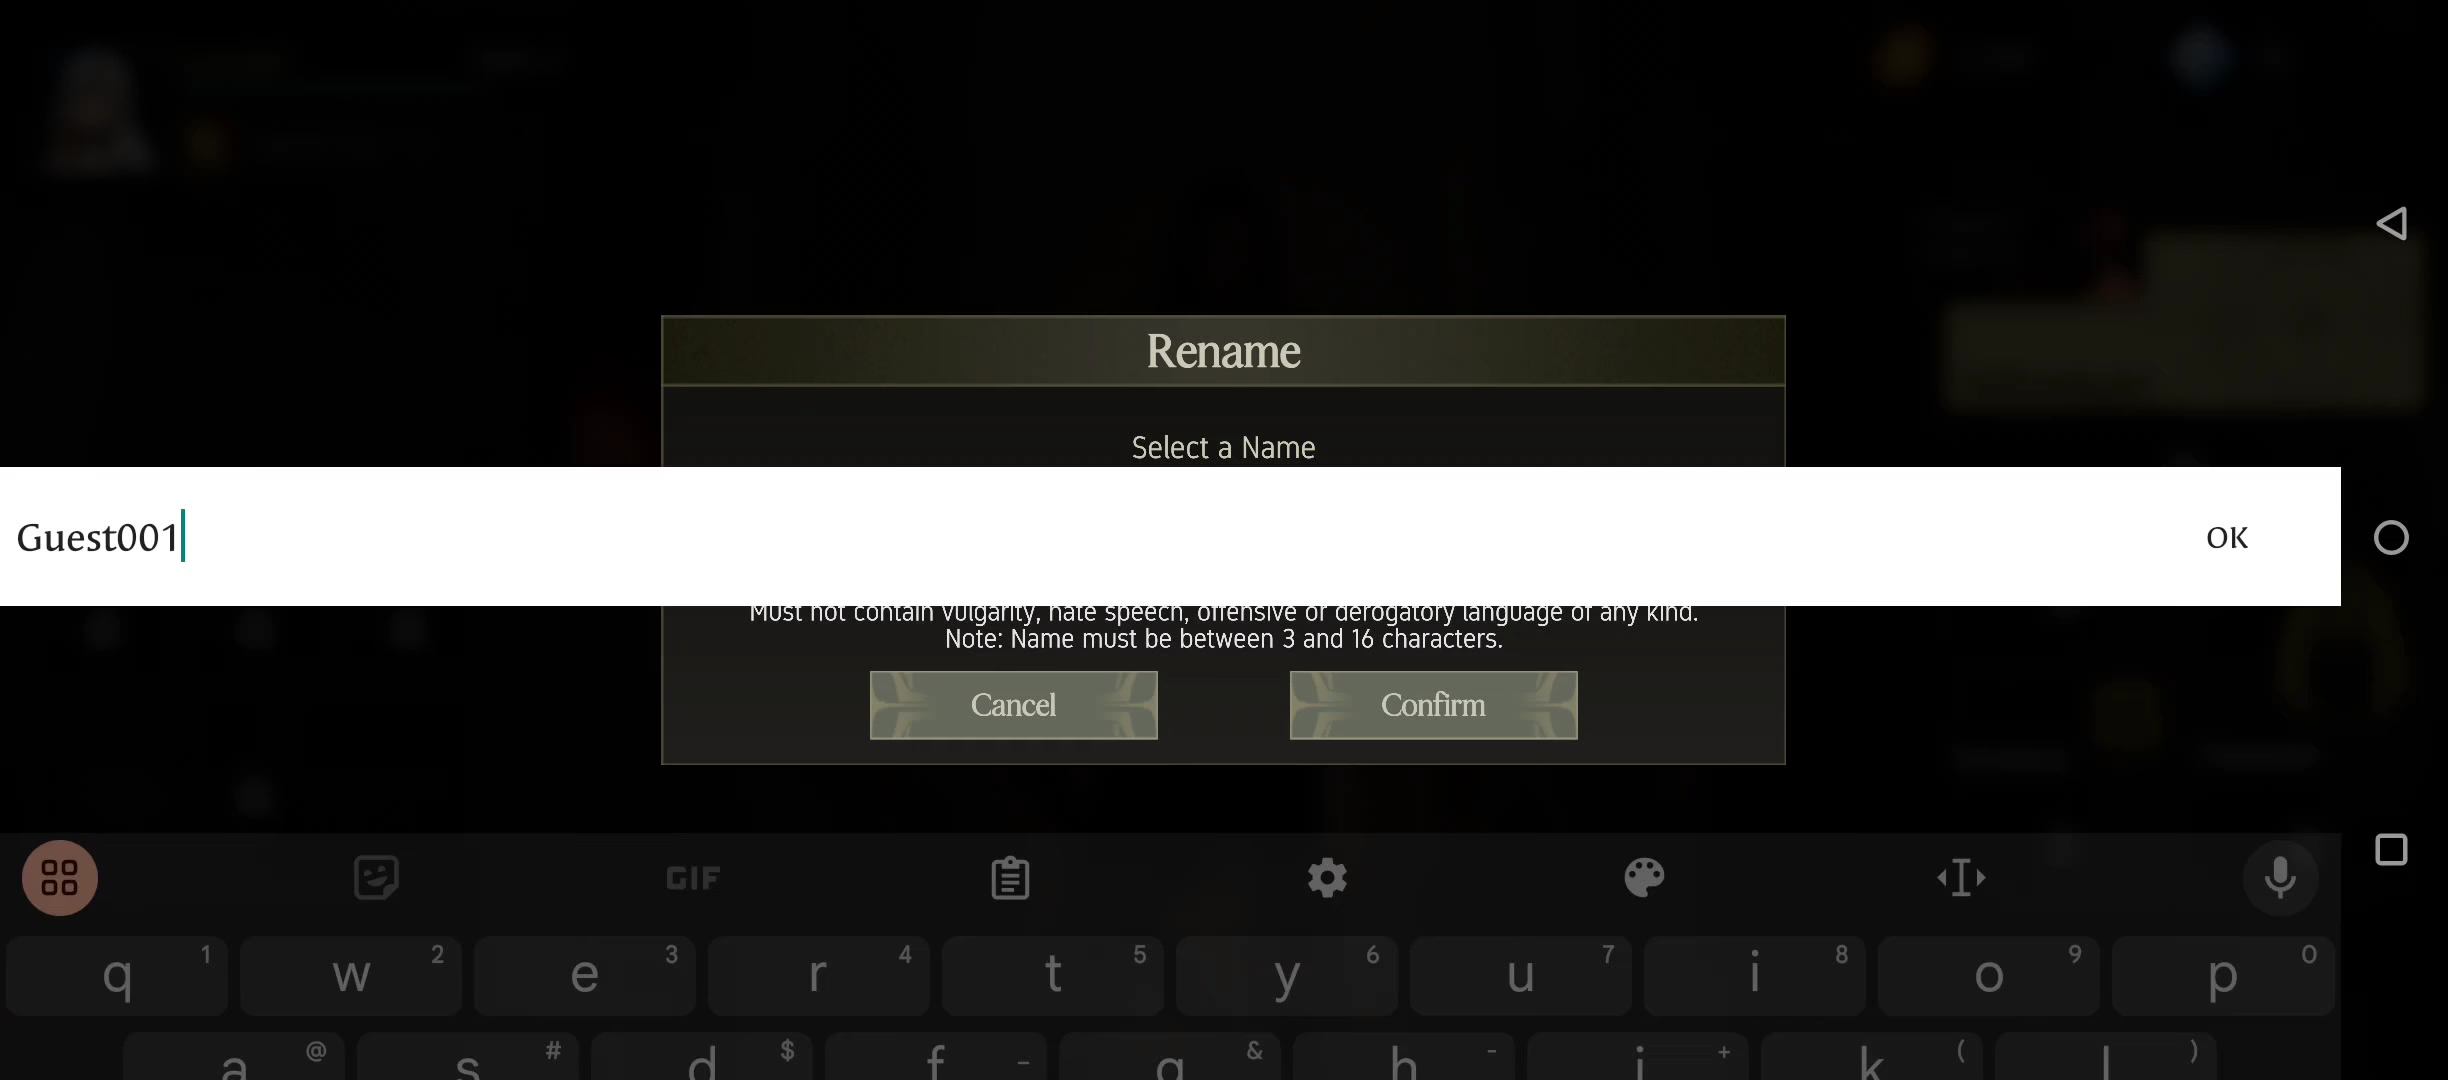 Rename
Select a Name
Guest001
OK
Must not contain vulgarity, hate speech, offensive or derogatory language of any kind.
Note: Name must be between 3 and 16 characters.
Cancel
Confirm
GIF
q 1 w 2 e 3 r 4 t 5 y 6 u 7 i 8 o 9 p 0
a @ s # d $ f _ g & h - j + k ( l )